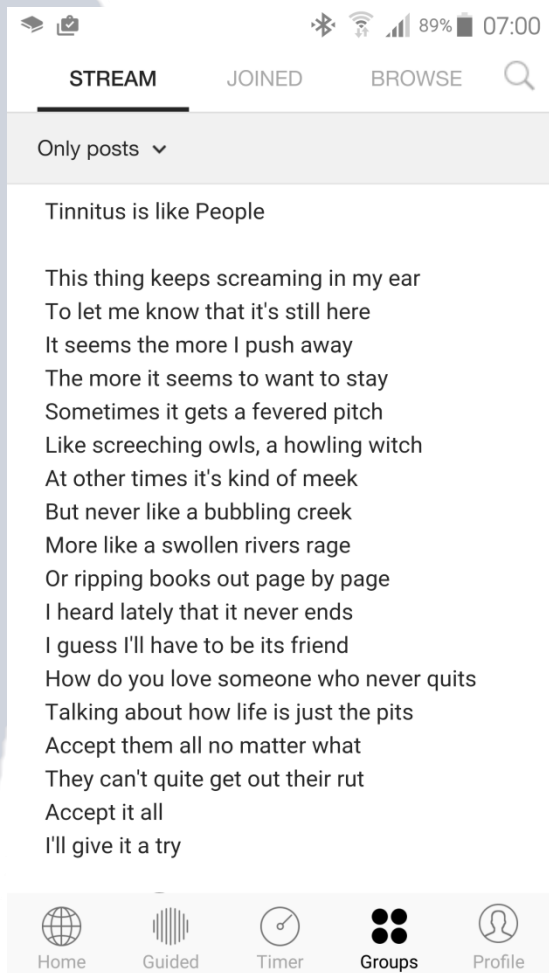 89% 07:00
STREAM JOINED BROWSE
Only posts
Tinnitus is like People
This thing keeps screaming in my ear
To let me know that it's still here
It seems the more I push away
The more it seems to want to stay
Sometimes it gets a fevered pitch
Like screeching owls, a howling witch
At other times it's kind of meek
But never like a bubbling creek
More like a swollen rivers rage
Or ripping books out page by page
I heard lately that it never ends
I guess I'll have to be its friend
How do you love someone who never quits
Talking about how life is just the pits
Accept them all no matter what
They can't quite get out their rut
Accept it all
I'll give it a try
Home Guided Timer Groups Profile